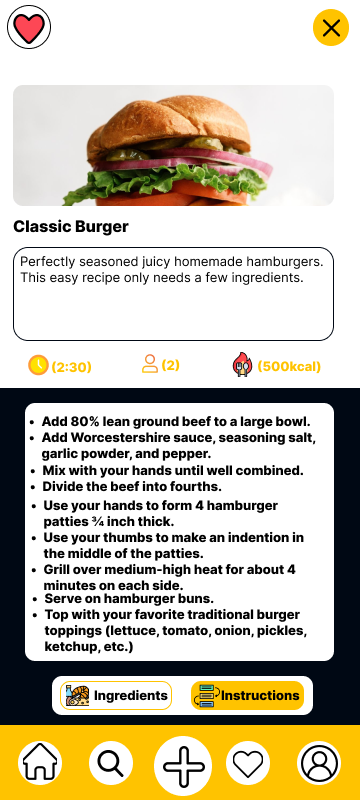 Classic Burger
Perfectly seasoned juicy homemade hamburgers.
This easy recipe only needs a few ingredients.
(2:30)
(2)
(500kcal)
• Add 80% lean ground beef to a large bowl.
• Add Worcestershire sauce, seasoning salt,
garlic powder, and pepper.
• Mix with your hands until well combined.
• Divide the beef into fourths.
• Use your hands to form 4 hamburger
patties ¾ inch thick.
• Use your thumbs to make an indention in
the middle of the patties.
• Grill over medium-high heat for about 4
minutes on each side.
• Serve on hamburger buns.
• Top with your favorite traditional burger
toppings (lettuce, tomato, onion, pickles,
ketchup, etc.)
Ingredients
Instructions